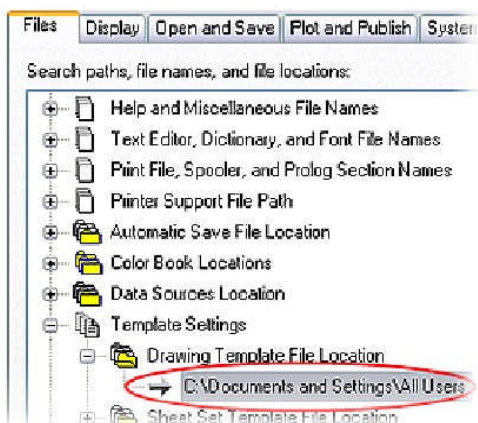 Files Display Open and Save Plot and Publish System
Search paths, file names, and file locations:
Help and Miscellaneous File Names
Text Editor, Dictionary, and Font File Names
Print File, Spooler, and Prolog Section Names
Printer Support File Path
Automatic Save File Location
Color Book Locations
Data Sources Location
Template Settings
Drawing Template File Location
C:\Documents and Settings\All Users
Sheet Set Template File Location